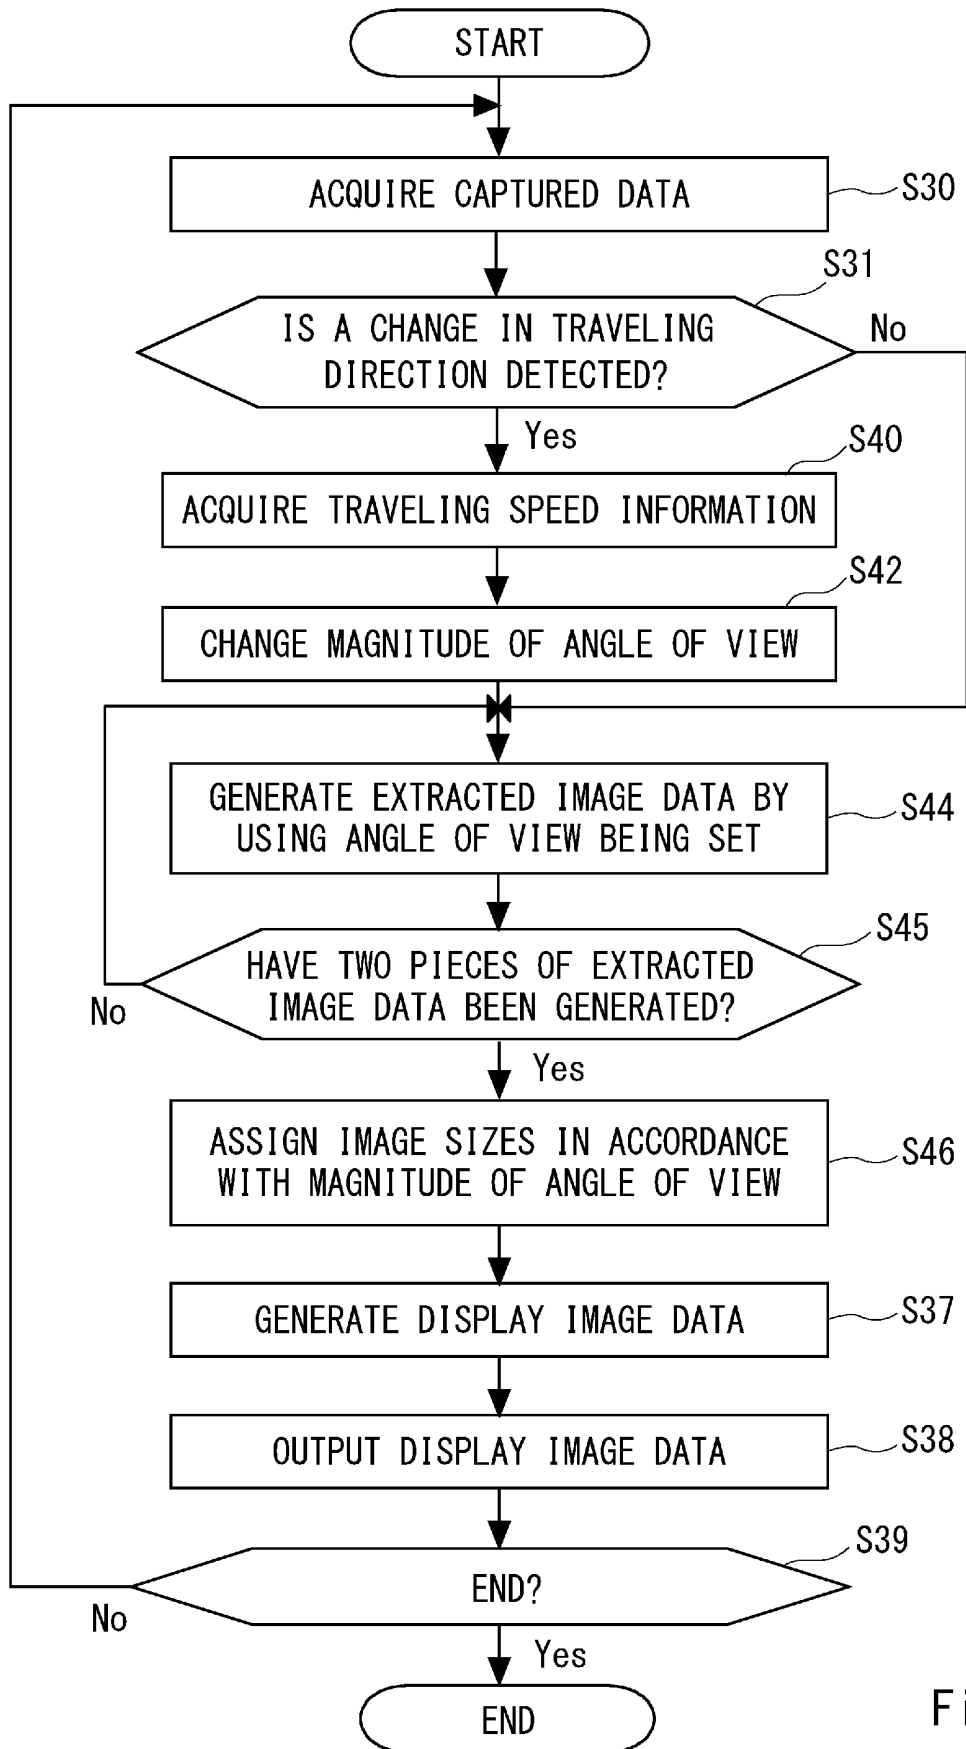 START
ACQUIRE CAPTURED DATA
S30
S31
IS A CHANGE IN TRAVELING
DIRECTION DETECTED?
No
Yes
S40
ACQUIRE TRAVELING SPEED INFORMATION
S42
CHANGE MAGNITUDE OF ANGLE OF VIEW
GENERATE EXTRACTED IMAGE DATA BY
USING ANGLE OF VIEW BEING SET
S44
S45
HAVE TWO PIECES OF EXTRACTED
IMAGE DATA BEEN GENERATED?
No
Yes
ASSIGN IMAGE SIZES IN ACCORDANCE
WITH MAGNITUDE OF ANGLE OF VIEW
S46
GENERATE DISPLAY IMAGE DATA
S37
OUTPUT DISPLAY IMAGE DATA
S38
S39
END?
No
Yes
END